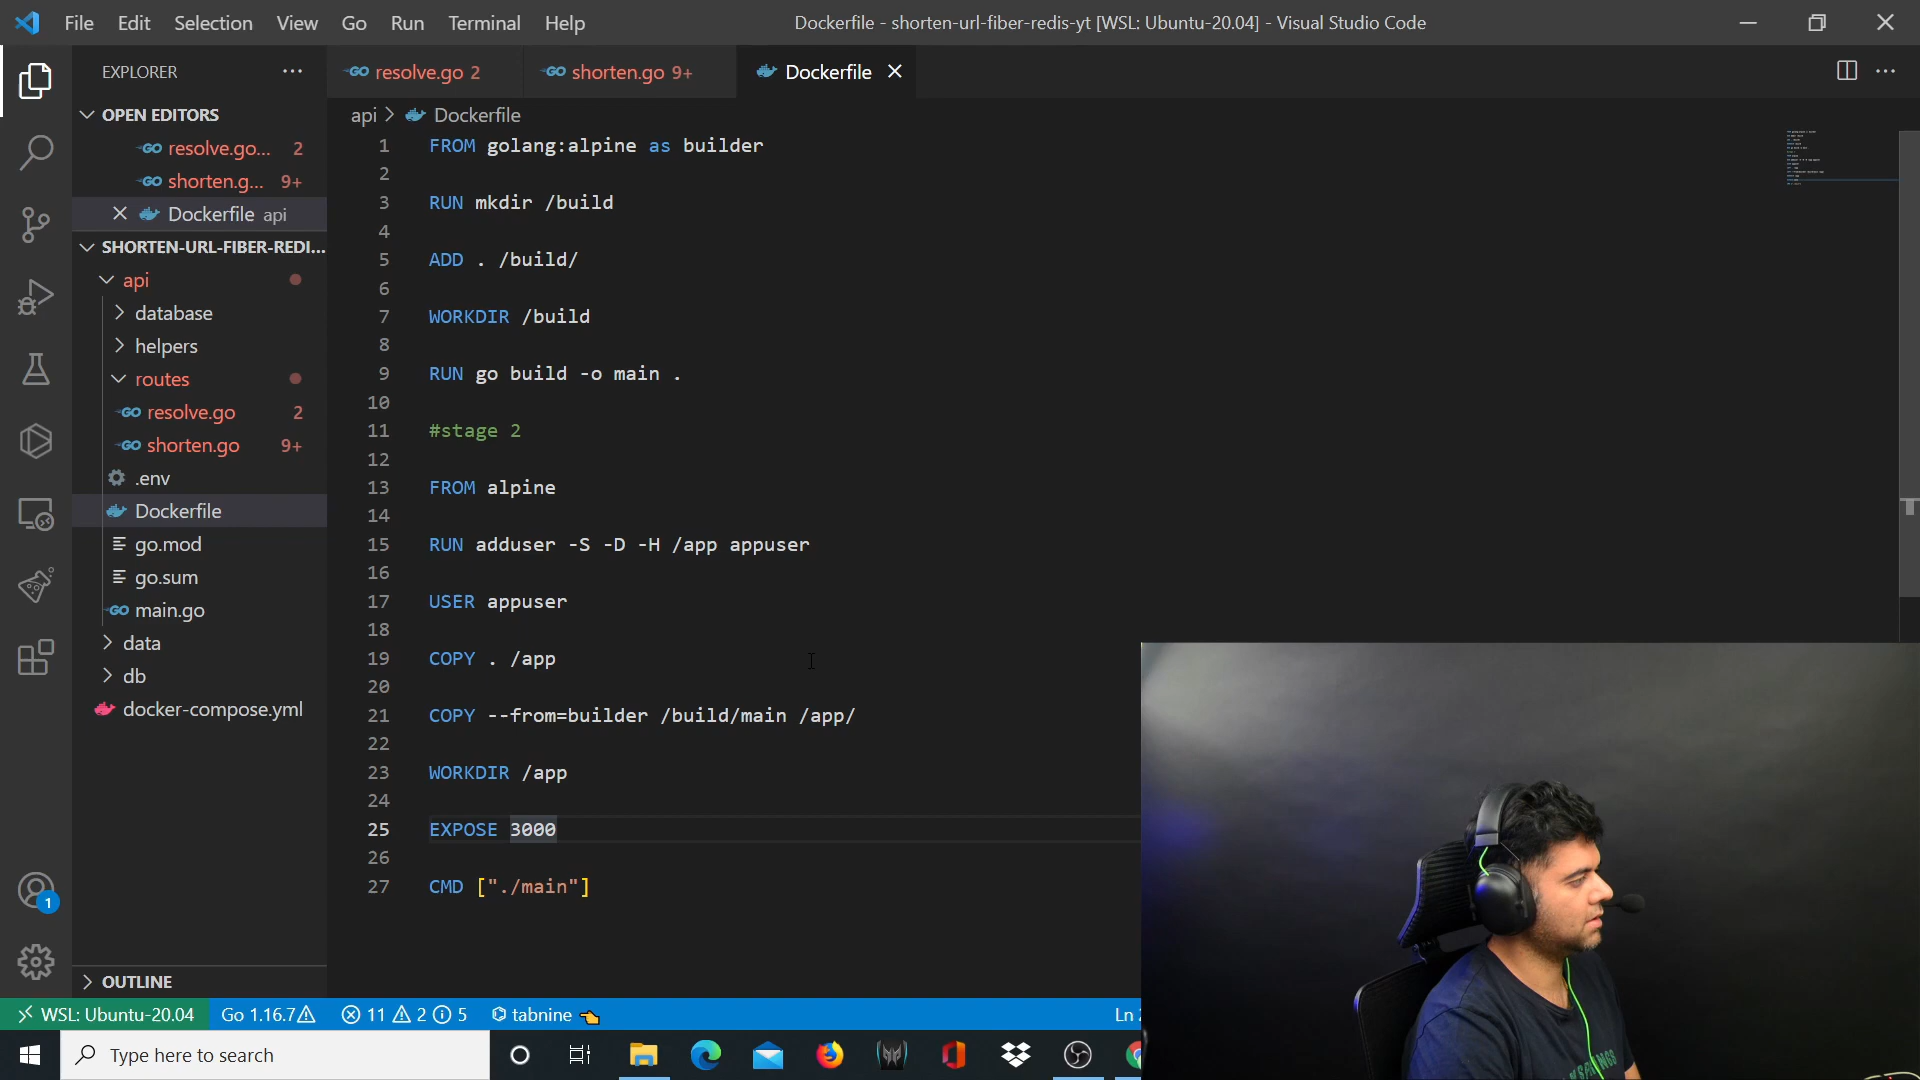 File Edit Selection View Go Run Terminal Help
Dockerfile - shorten-url-fiber-redis-yt [WSL: Ubuntu-20.04] - Visual Studio Code
EXPLORER
resolve.go 2
shorten.go 9+
Dockerfile
OPEN EDITORS
resolve.go... 2
shorten.g... 9+
Dockerfile api
SHORTEN-URL-FIBER-REDI...
api
database
helpers
routes
resolve.go 2
shorten.go 9+
.env
Dockerfile
go.mod
go.sum
main.go
data
db
docker-compose.yml
OUTLINE
api > Dockerfile
1 FROM golang:alpine as builder
2
3 RUN mkdir /build
4
5 ADD . /build/
6
7 WORKDIR /build
8
9 RUN go build -o main .
10
11 #stage 2
12
13 FROM alpine
14
15 RUN adduser -S -D -H /app appuser
16
17 USER appuser
18
19 COPY . /app
20
21 COPY --from=builder /build/main /app/
22
23 WORKDIR /app
24
25 EXPOSE 3000
26
27 CMD ["./main"]
1
WSL: Ubuntu-20.04 Go 1.16.7 11 2 5 tabnine Ln
Type here to search